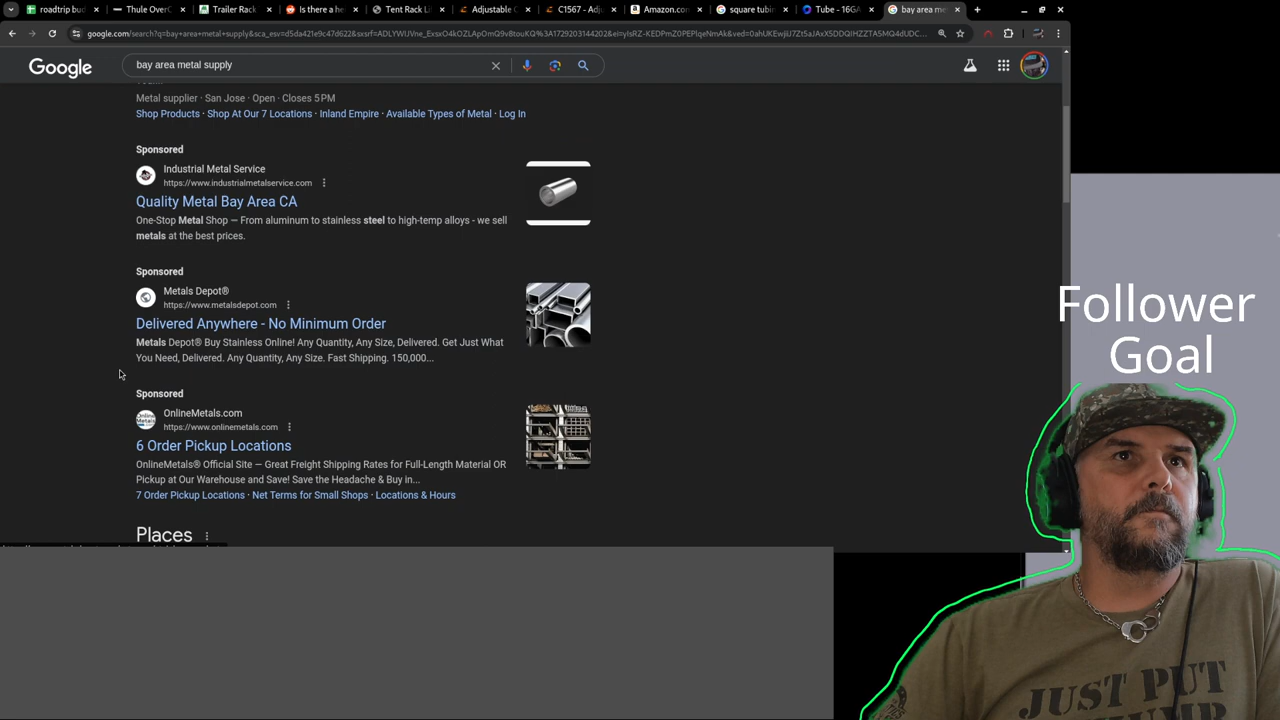 roadtrip bud
Thule OverC
Trailer Rack
Is there a he
Tent Rack Li
Adjustable C
C1567 - Adj
Amazon.com
square tubin
Tube - 16GA
bay area me
Google
bay area metal supply
Metal supplier · San Jose · Open · Closes 5 PM
Shop Products · Shop At Our 7 Locations · Inland Empire · Available Types of Metal · Log In
Sponsored
Industrial Metal Service
https://www.industrialmetalservice.com
Quality Metal Bay Area CA
One-Stop Metal Shop — From aluminum to stainless steel to high-temp alloys - we sell
metals at the best prices.
Sponsored
Metals Depot®
https://www.metalsdepot.com
Delivered Anywhere - No Minimum Order
Metals Depot® Buy Stainless Online! Any Quantity, Any Size, Delivered. Get Just What
You Need, Delivered. Any Quantity, Any Size. Fast Shipping. 150,000...
Sponsored
OnlineMetals.com
https://www.onlinemetals.com
6 Order Pickup Locations
OnlineMetals® Official Site — Great Freight Shipping Rates for Full-Length Material OR
Pickup at Our Warehouse and Save! Save the Headache & Buy in...
7 Order Pickup Locations · Net Terms for Small Shops · Locations & Hours
Places
Follower
Goal
JUST PUT